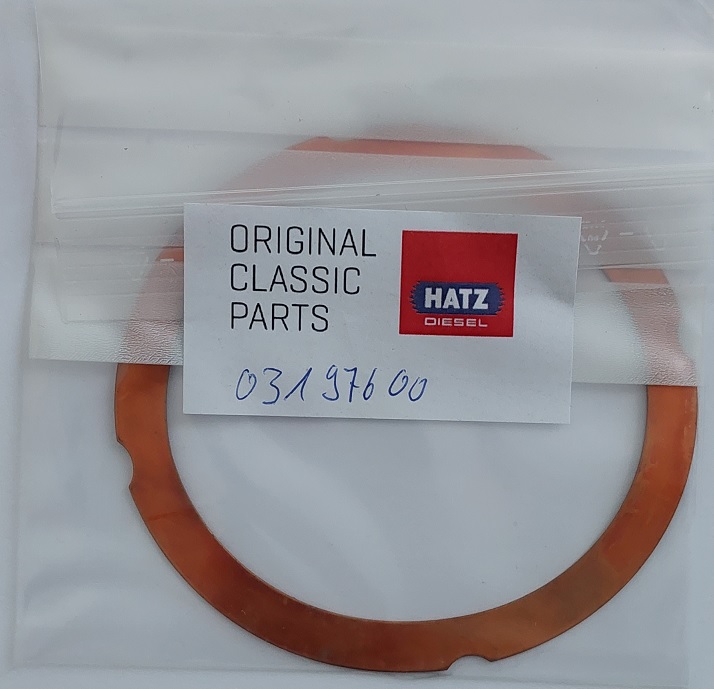 ORIGINAL
CLASSIC
PARTS
HATZ
DIESEL
03197600